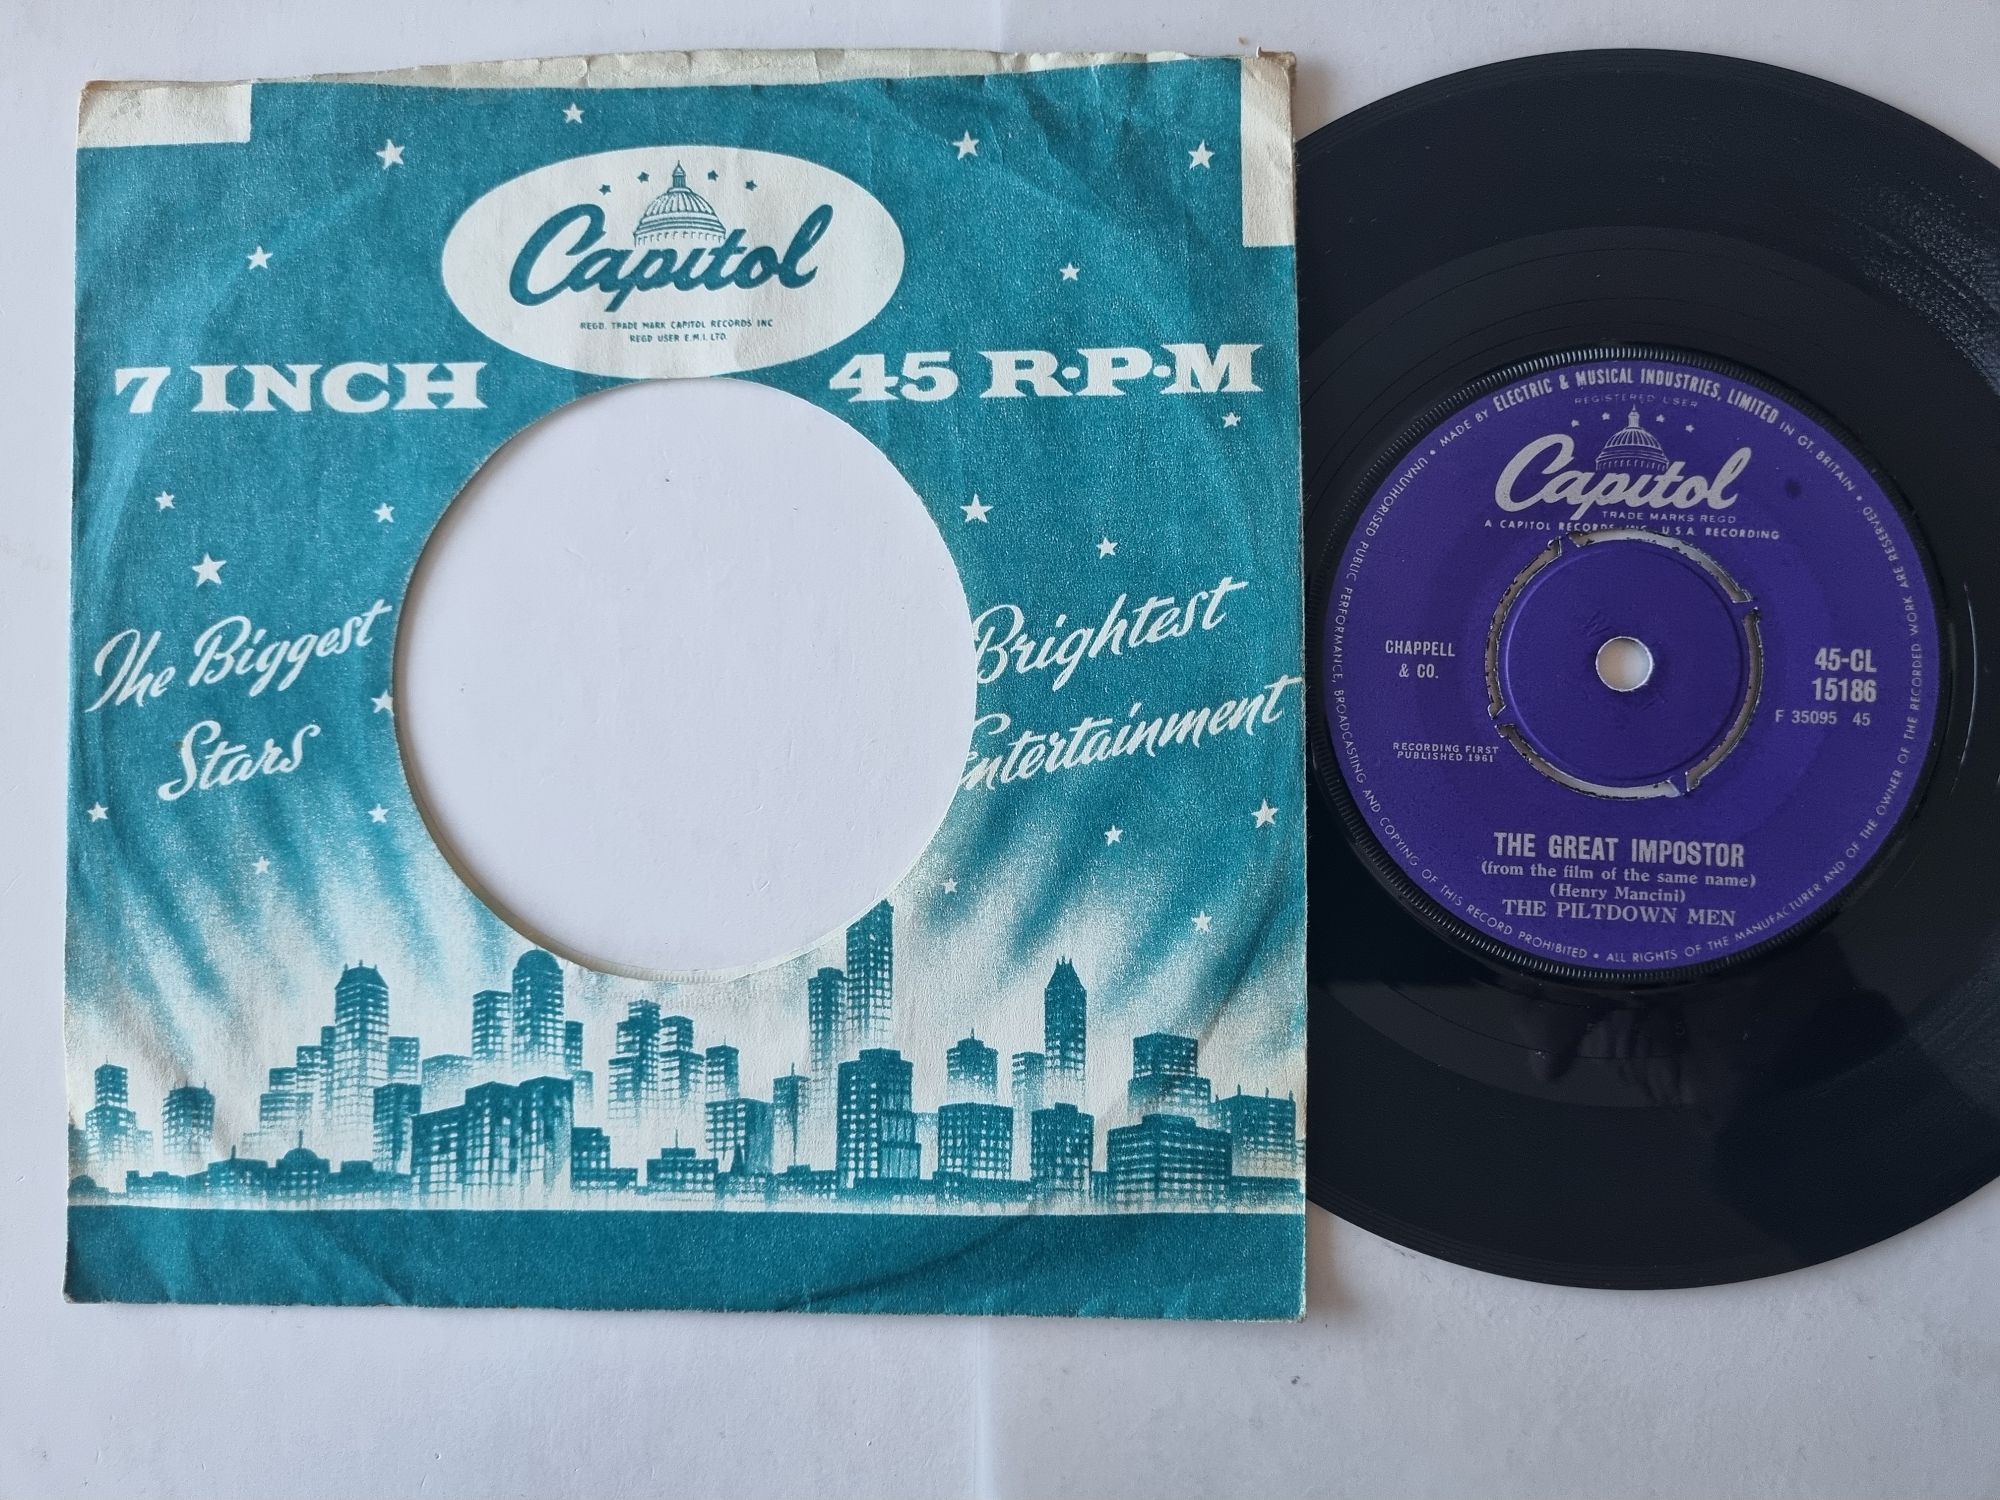 Capitol
REGD. TRADE MARK CAPITOL RECORDS INC
REGD USER E.M.I. LTD.
7 INCH
45 R·P·M
The Biggest
Stars
Brightest
Entertainment
MADE BY ELECTRIC & MUSICAL INDUSTRIES, LIMITED IN GT. BRITAIN • ALL RIGHTS OF THE MANUFACTURER AND OF THE OWNER OF THE RECORDED WORK ARE RESERVED • UNAUTHORISED PUBLIC PERFORMANCE, BROADCASTING AND COPYING OF THIS RECORD PROHIBITED •
REGISTERED USER
Capitol
TRADE MARKS REGD
A CAPITOL RECORDS, INC. U.S.A. RECORDING
CHAPPELL
& CO.
45-CL
15186
F 35095 45
RECORDING FIRST
PUBLISHED 1961
THE GREAT IMPOSTOR
(from the film of the same name)
(Henry Mancini)
THE PILTDOWN MEN